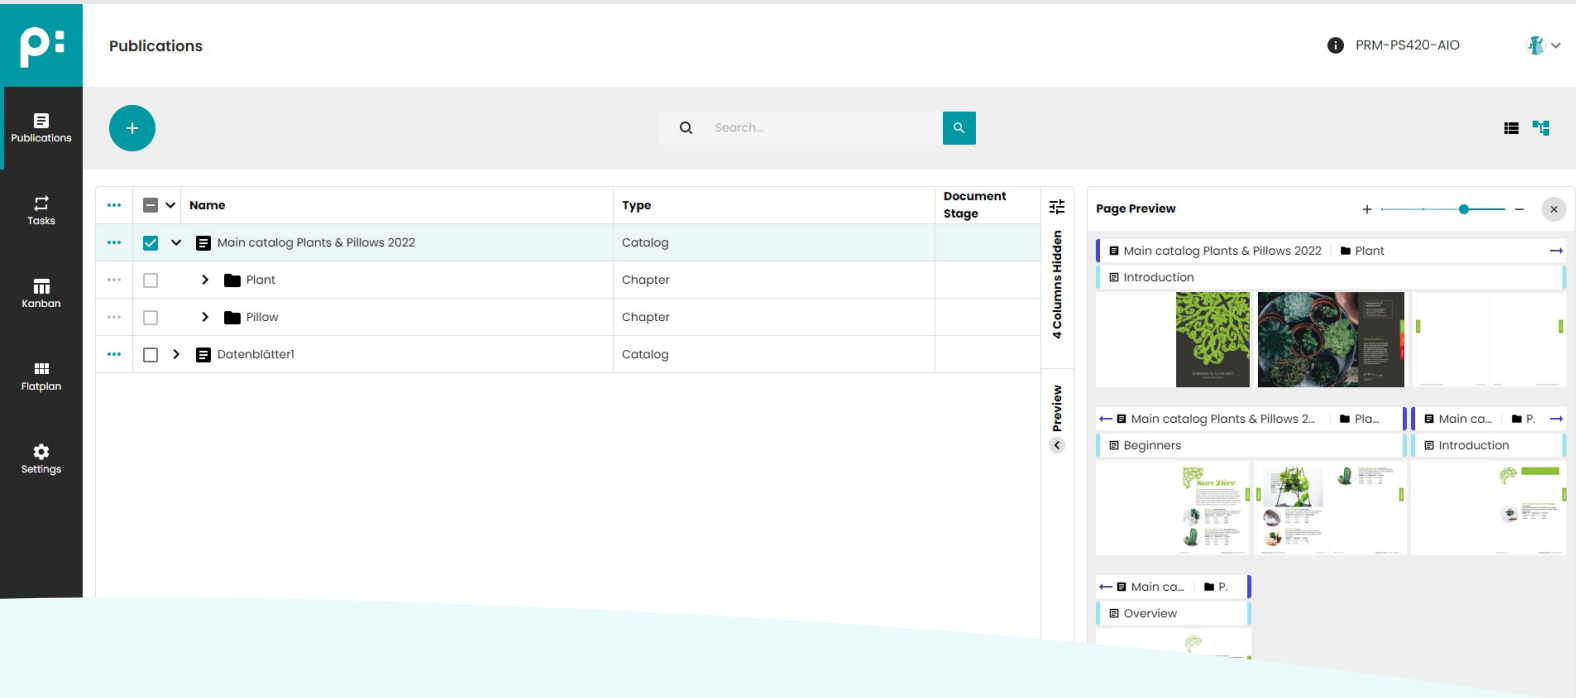 p:
Publications
PRM-PS420-AIO
Publications
Search...
Tasks
Kanban
Flatplan
Settings
Name
Type
Document
Stage
Main catalog Plants & Pillows 2022
Catalog
Plant
Chapter
Pillow
Chapter
Datenblätter1
Catalog
4 Columns Hidden
Preview
Page Preview
Main catalog Plants & Pillows 2022
Plant
Introduction
Main catalog Plants & Pillows 2...
Pla...
Main ca...
P.
Beginners
Introduction
Start Here
Main ca...
P.
Overview